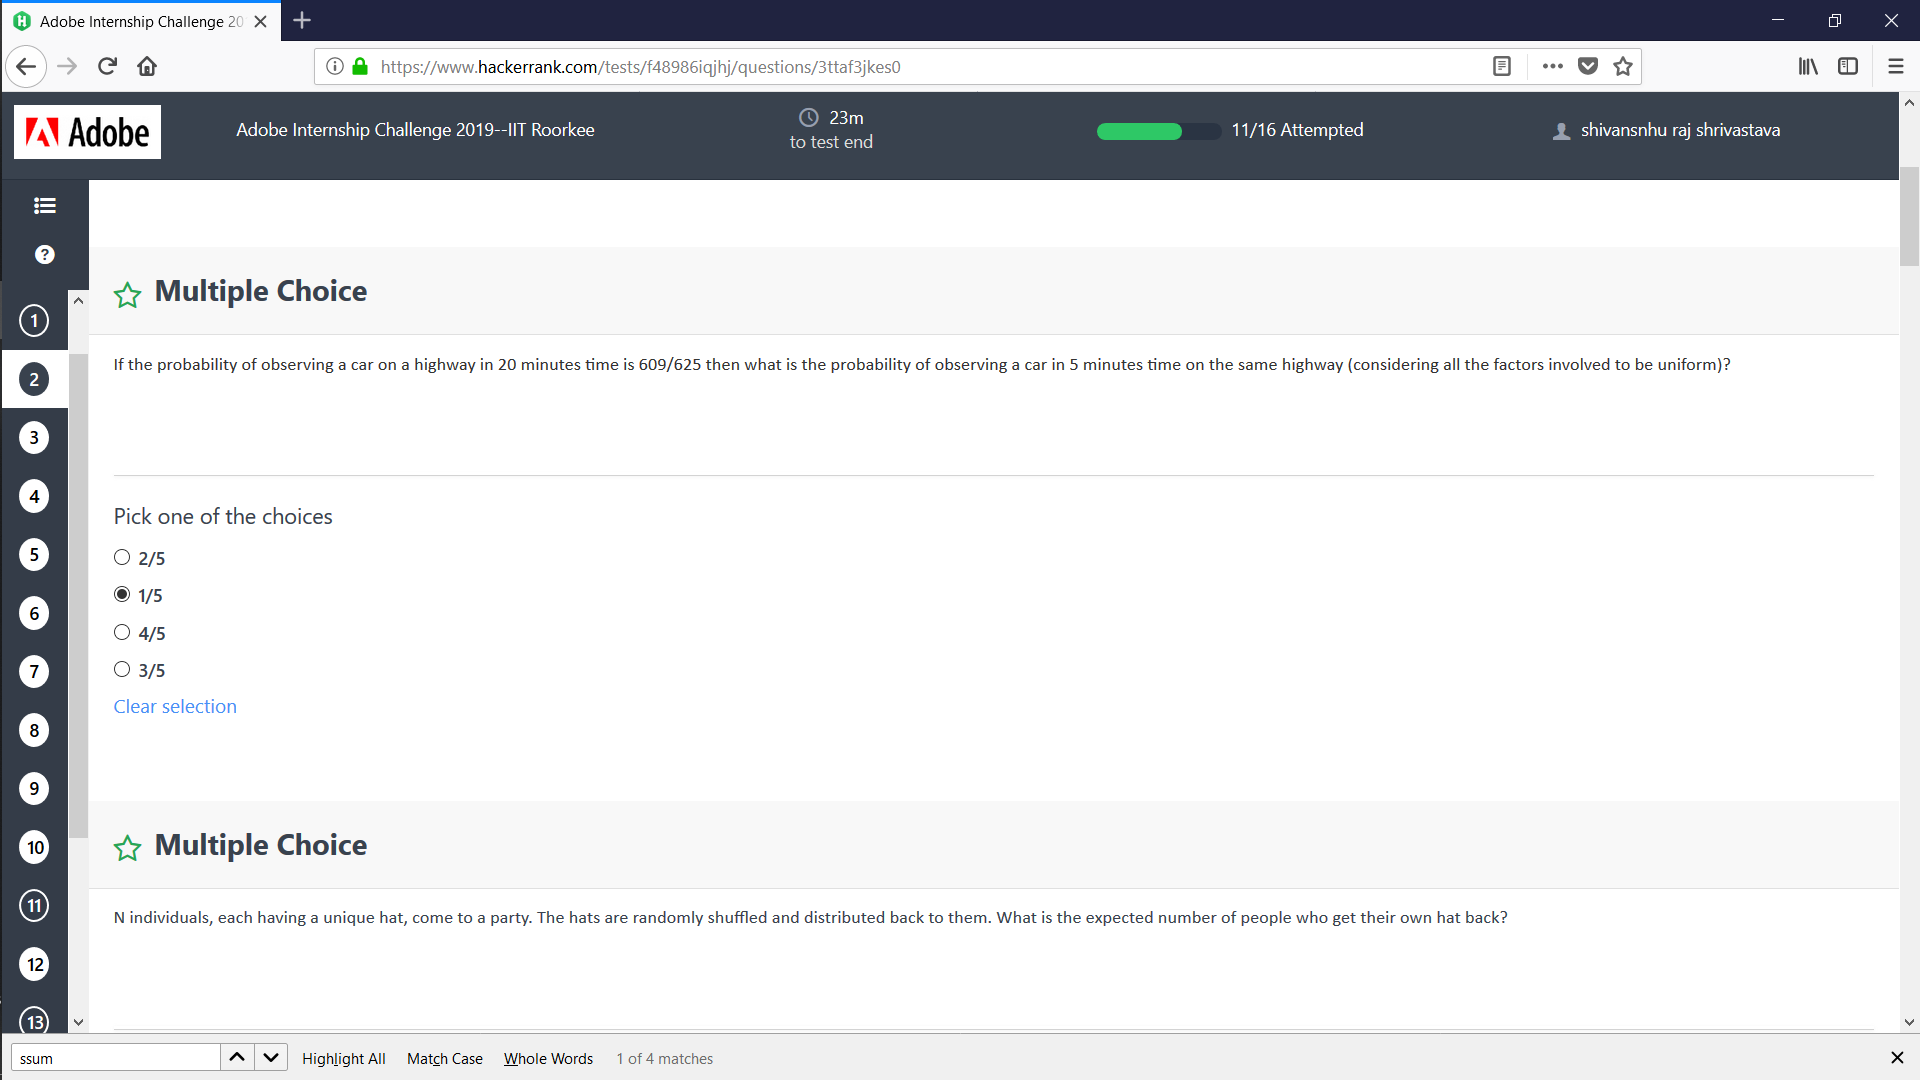 Adobe Internship Challenge 20
https://www.hackerrank.com/tests/f48986iqjhj/questions/3ttaf3jkes0
Adobe
Adobe Internship Challenge 2019--IIT Roorkee
23m
to test end
11/16 Attempted
shivansnhu raj shrivastava
?
1
2
3
4
5
6
7
8
9
10
11
12
13
Multiple Choice
If the probability of observing a car on a highway in 20 minutes time is 609/625 then what is the probability of observing a car in 5 minutes time on the same highway (considering all the factors involved to be uniform)?
Pick one of the choices
2/5
1/5
4/5
3/5
Clear selection
Multiple Choice
N individuals, each having a unique hat, come to a party. The hats are randomly shuffled and distributed back to them. What is the expected number of people who get their own hat back?
ssum
Highlight All
Match Case
Whole Words
1 of 4 matches